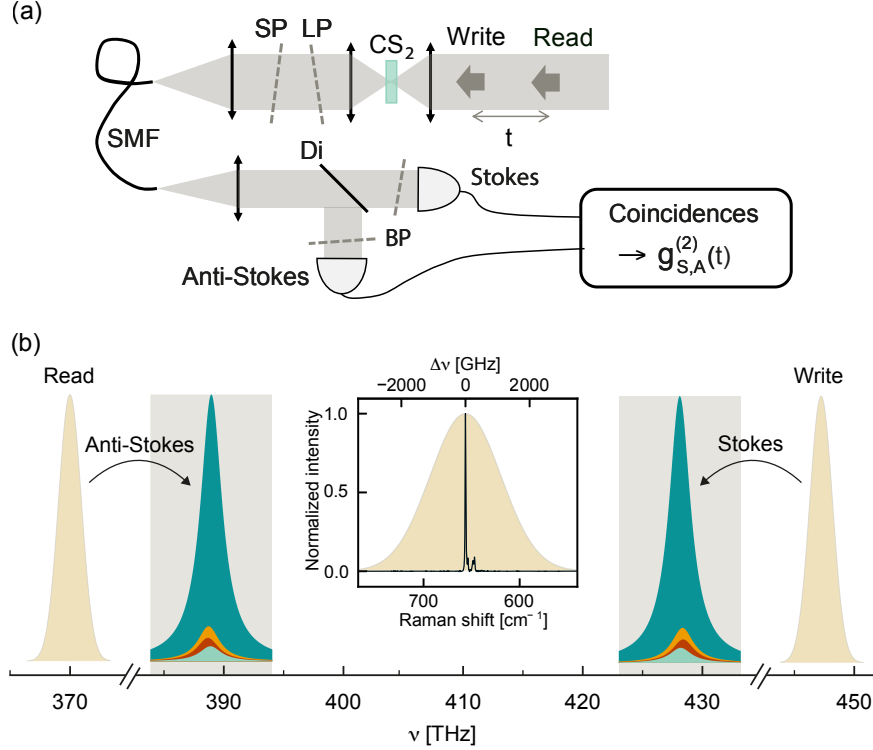 (a)
SP LP CS₂ Write Read
t
SMF
Di
Stokes
BP
Anti-Stokes
Coincidences
→ g^{(2)}_{S,A}(t)
(b)
Read
Write
Anti-Stokes
Stokes
Δν [GHz]
−2000 0 2000
Normalized intensity
1.0
0.5
0.0
700 600
Raman shift [cm⁻¹]
370 390 400 410 420 430 450
ν [THz]